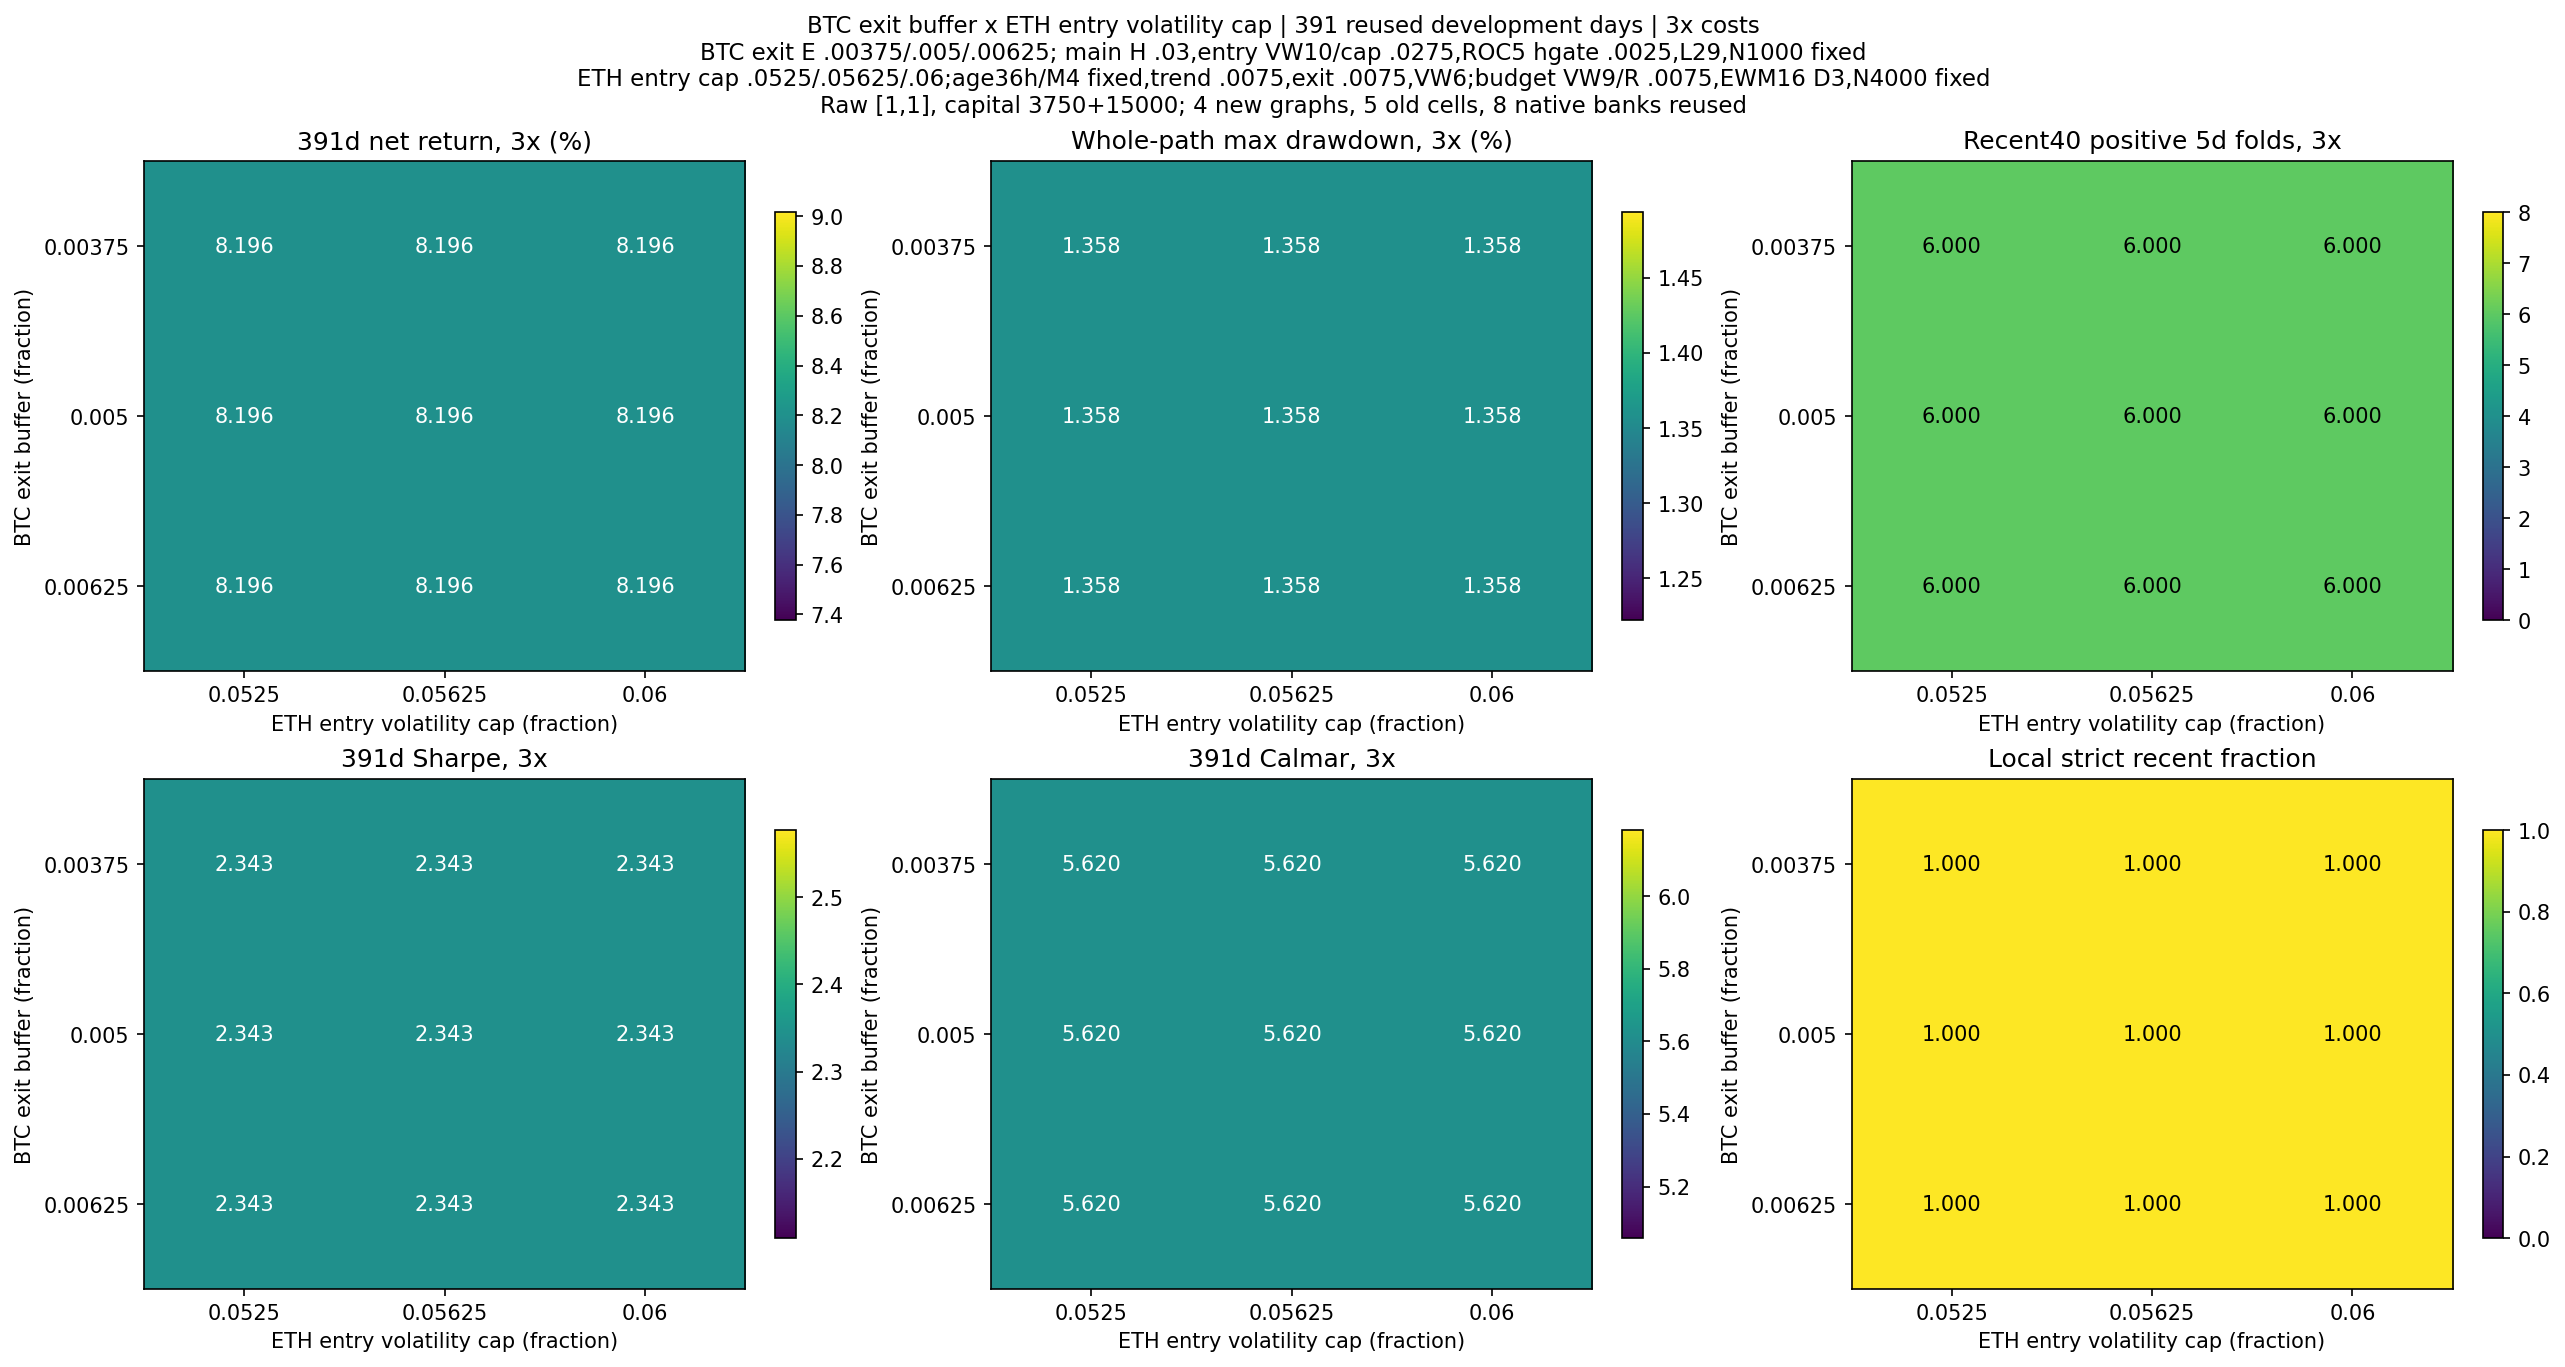 BTC exit buffer x ETH entry volatility cap | 391 reused development days | 3x costs
BTC exit E .00375/.005/.00625; main H .03,entry VW10/cap .0275,ROC5 hgate .0025,L29,N1000 fixed
ETH entry cap .0525/.05625/.06;age36h/M4 fixed,trend .0075,exit .0075,VW6;budget VW9/R .0075,EWM16 D3,N4000 fixed
Raw [1,1], capital 3750+15000; 4 new graphs, 5 old cells, 8 native banks reused
391d net return, 3x (%)
BTC exit buffer (fraction)
0.00375
8.196 8.196 8.196
0.005
8.196 8.196 8.196
0.00625
8.196 8.196 8.196
0.0525 0.05625 0.06
ETH entry volatility cap (fraction)
9.0
8.8
8.6
8.4
8.2
8.0
7.8
7.6
7.4
Whole-path max drawdown, 3x (%)
BTC exit buffer (fraction)
0.00375
1.358 1.358 1.358
0.005
1.358 1.358 1.358
0.00625
1.358 1.358 1.358
0.0525 0.05625 0.06
ETH entry volatility cap (fraction)
1.45
1.40
1.35
1.30
1.25
Recent40 positive 5d folds, 3x
BTC exit buffer (fraction)
0.00375
6.000 6.000 6.000
0.005
6.000 6.000 6.000
0.00625
6.000 6.000 6.000
0.0525 0.05625 0.06
ETH entry volatility cap (fraction)
8
7
6
5
4
3
2
1
0
391d Sharpe, 3x
BTC exit buffer (fraction)
0.00375
2.343 2.343 2.343
0.005
2.343 2.343 2.343
0.00625
2.343 2.343 2.343
0.0525 0.05625 0.06
ETH entry volatility cap (fraction)
2.5
2.4
2.3
2.2
391d Calmar, 3x
BTC exit buffer (fraction)
0.00375
5.620 5.620 5.620
0.005
5.620 5.620 5.620
0.00625
5.620 5.620 5.620
0.0525 0.05625 0.06
ETH entry volatility cap (fraction)
6.0
5.8
5.6
5.4
5.2
Local strict recent fraction
BTC exit buffer (fraction)
0.00375
1.000 1.000 1.000
0.005
1.000 1.000 1.000
0.00625
1.000 1.000 1.000
0.0525 0.05625 0.06
ETH entry volatility cap (fraction)
1.0
0.8
0.6
0.4
0.2
0.0